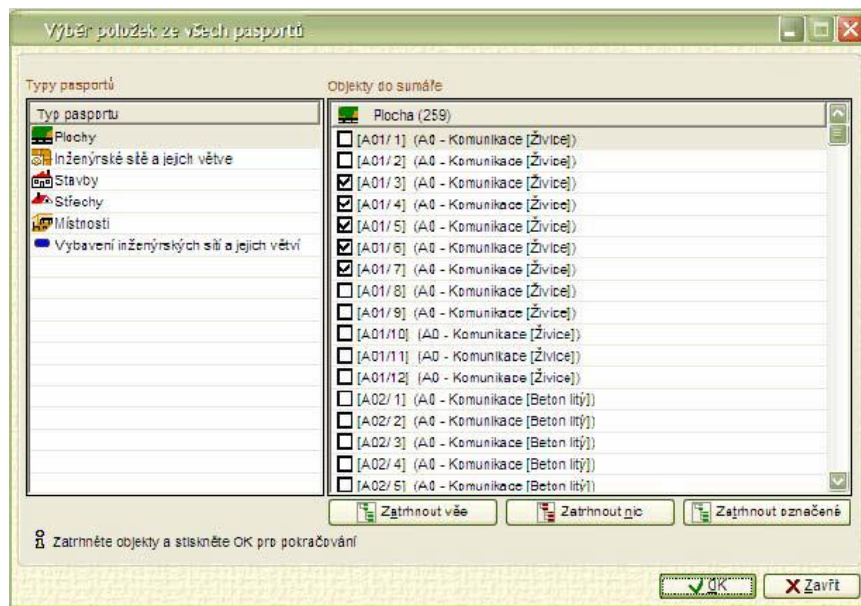 Výběr položek ze všech pasportů
Typy pasportů
Typ pasportu
Plochy
Inženýrské sítě a jejich větve
Stavby
Střechy
Místnosti
Vybavení inženýrských sítí a jejich větví
Objekty do sumáře
Plocha (259)
[A01/ 1] (A0 - Komunikace [Živice])
[A01/ 2] (A0 - Komunikace [Živice])
[A01/ 3] (A0 - Komunikace [Živice])
[A01/ 4] (A0 - Komunikace [Živice])
[A01/ 5] (A0 - Komunikace [Živice])
[A01/ 6] (A0 - Komunikace [Živice])
[A01/ 7] (A0 - Komunikace [Živice])
[A01/ 8] (A0 - Komunikace [Živice])
[A01/ 9] (A0 - Komunikace [Živice])
[A01/10] (A0 - Komunikace [Živice])
[A01/11] (A0 - Komunikace [Živice])
[A01/12] (A0 - Komunikace [Živice])
[A02/ 1] (A0 - Komunikace [Beton litý])
[A02/ 2] (A0 - Komunikace [Beton litý])
[A02/ 3] (A0 - Komunikace [Beton litý])
[A02/ 4] (A0 - Komunikace [Beton litý])
[A02/ 5] (A0 - Komunikace [Beton litý])
Zatrhnout vše
Zatrhnout nic
Zatrhnout označené
Zatrhněte objekty a stiskněte OK pro pokračování
OK
Zavřít